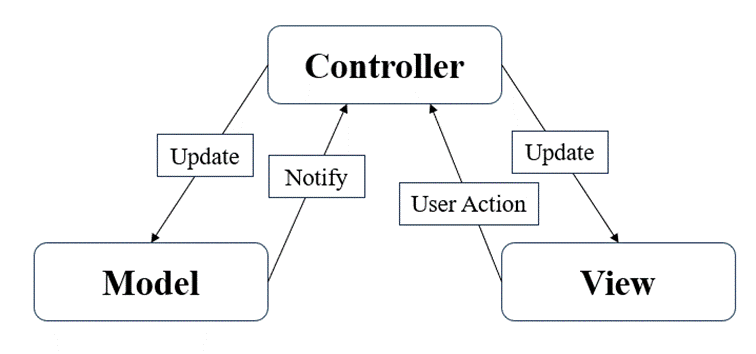 Controller
Update
Notify
User Action
Update
Model
View